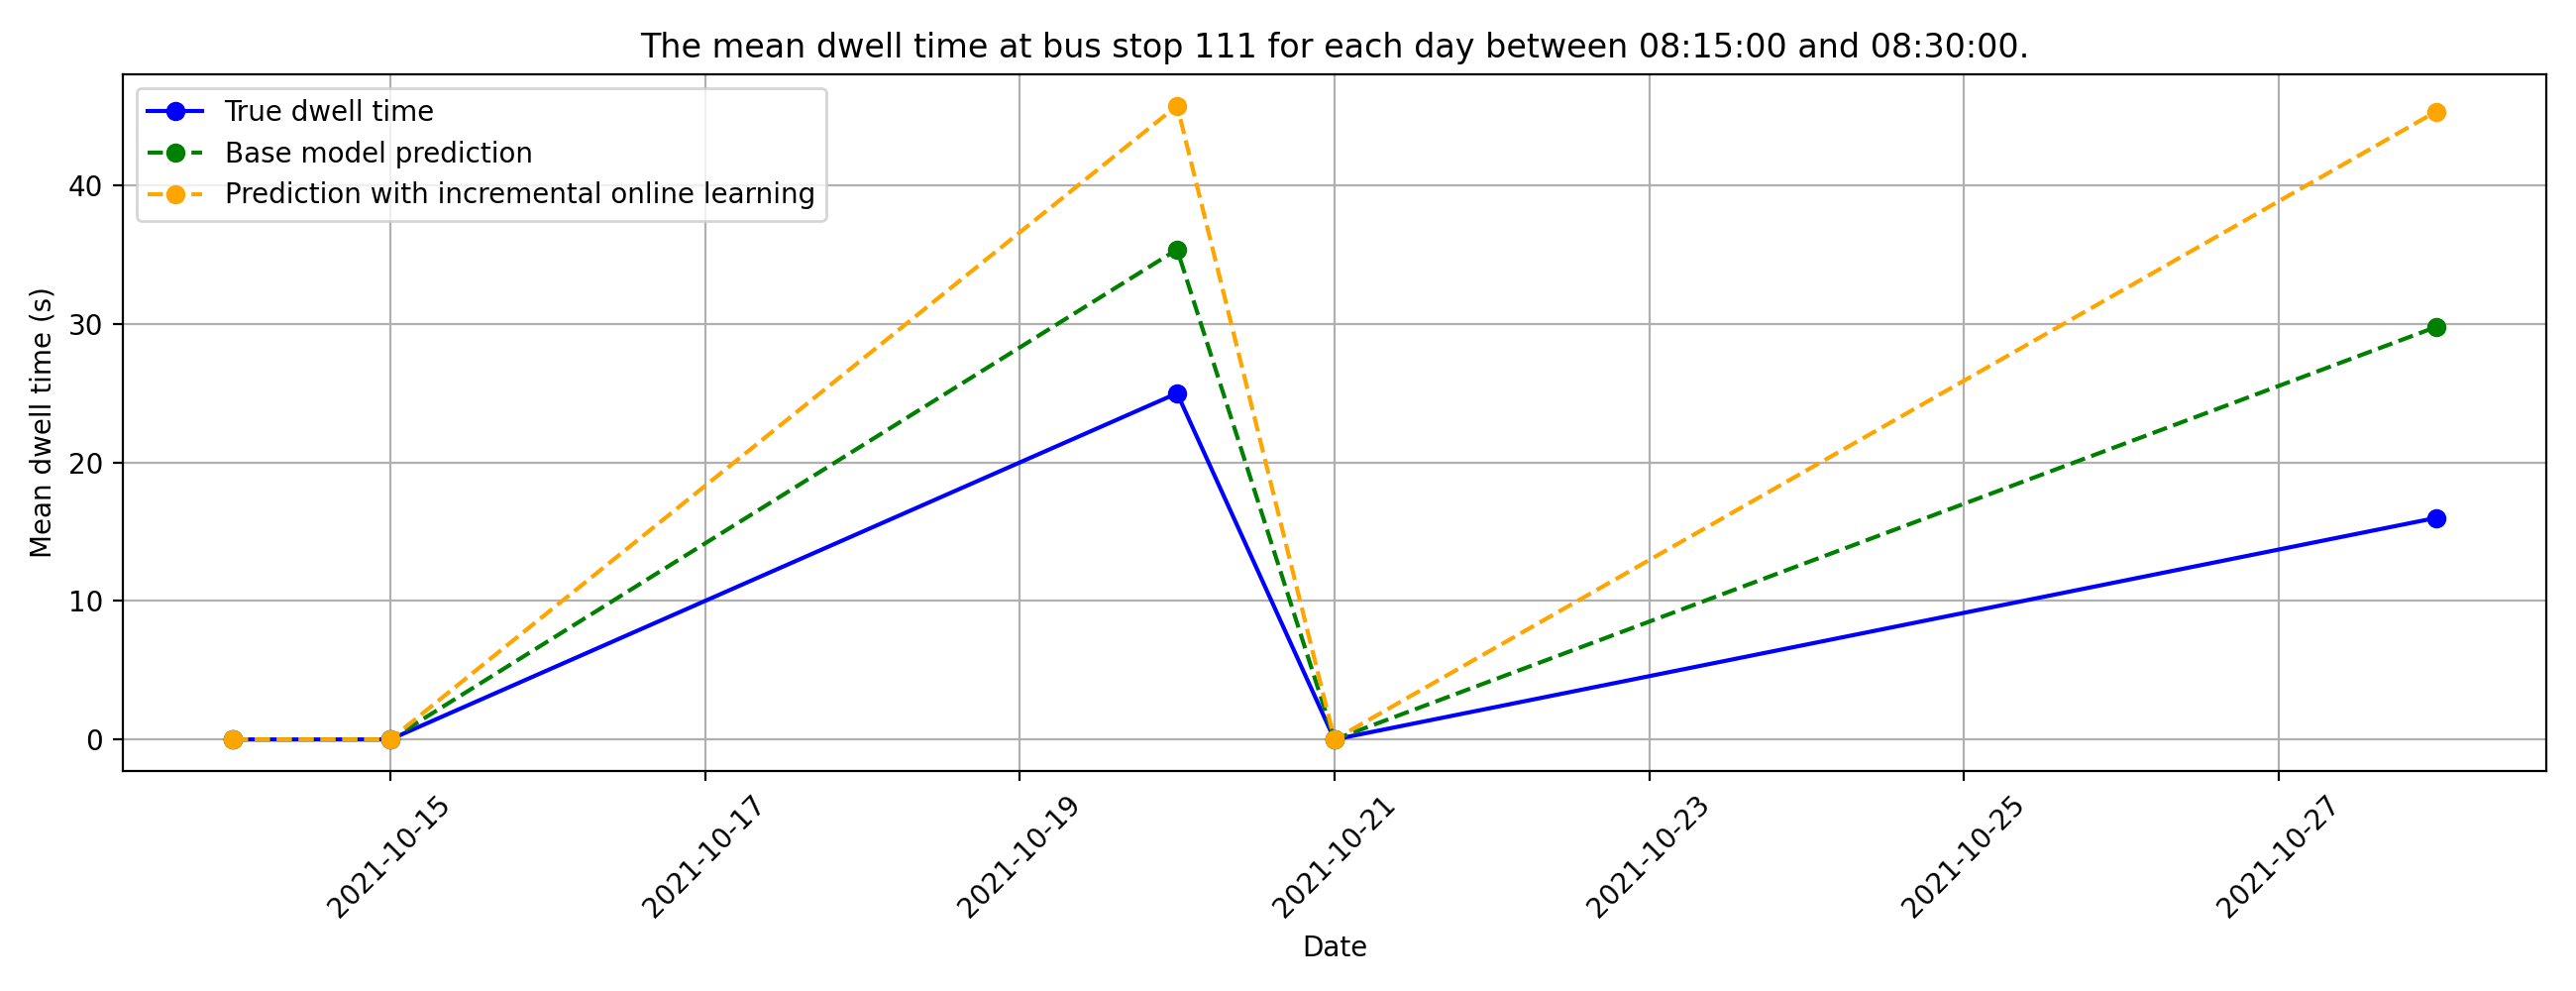 The mean dwell time at bus stop 111 for each day between 08:15:00 and 08:30:00.
True dwell time
Base model prediction
Prediction with incremental online learning
Mean dwell time (s)
40
30
20
10
0
2021-10-15
2021-10-17
2021-10-19
2021-10-21
2021-10-23
2021-10-25
2021-10-27
Date